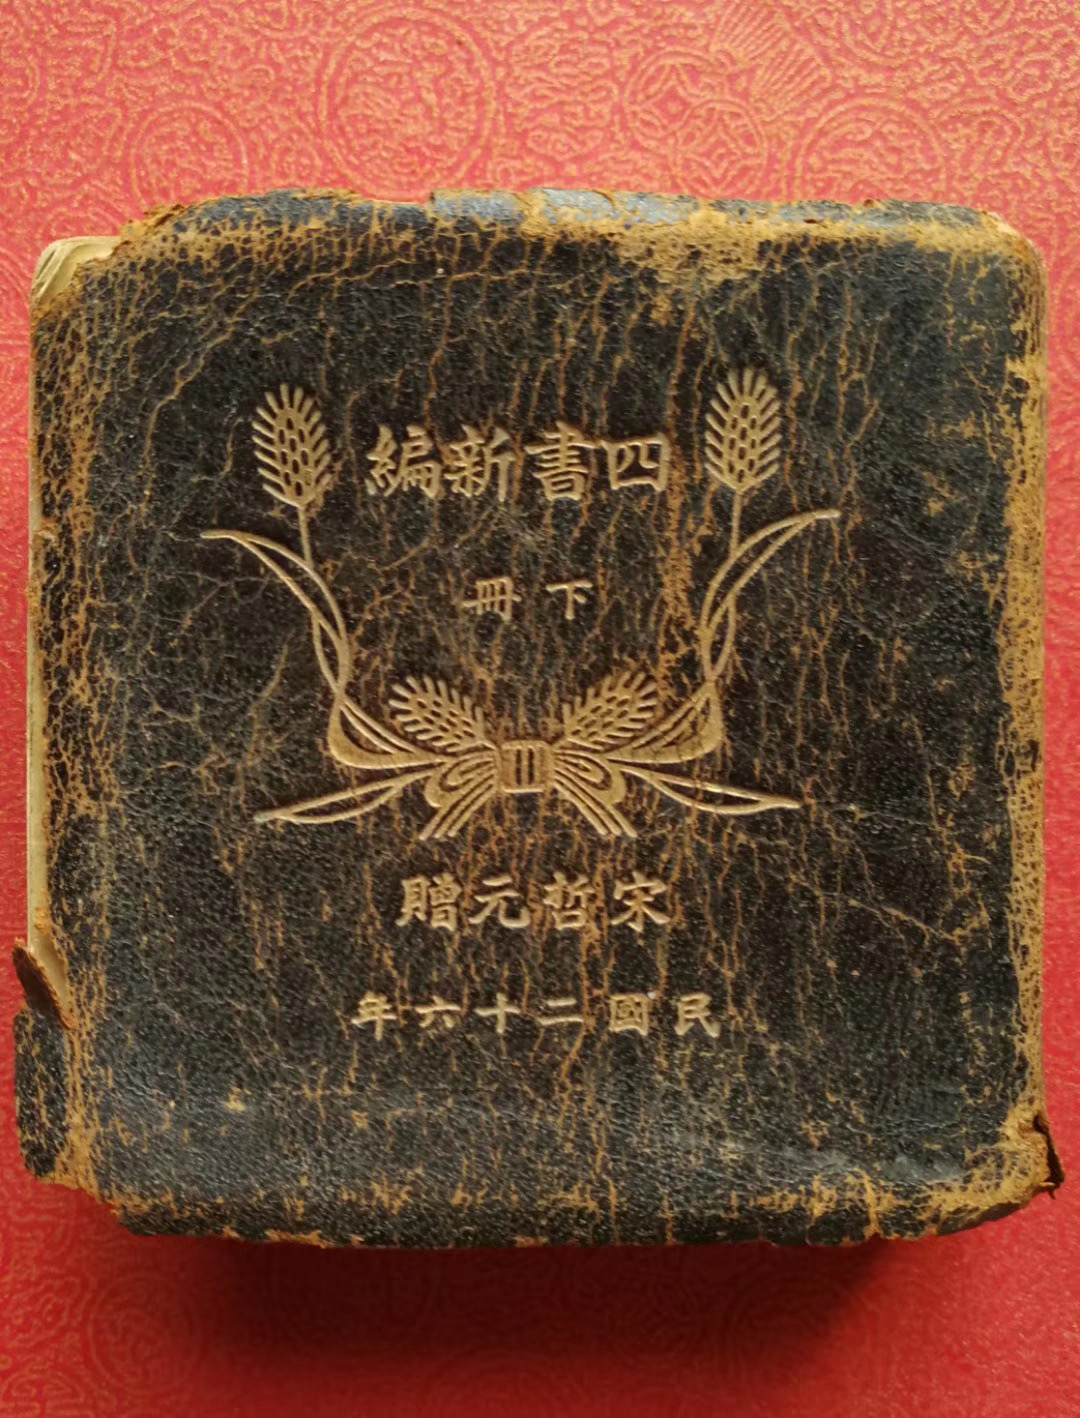 四書新編
下冊
宋哲元贈
民國二十六年